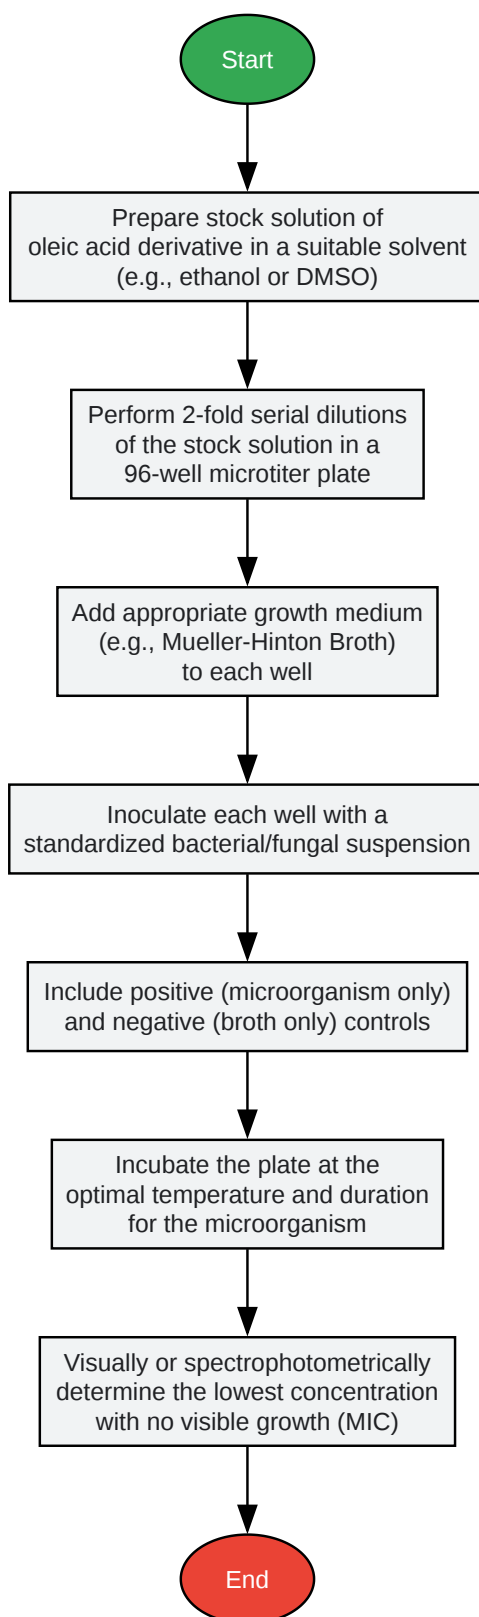 Start
Prepare stock solution of
oleic acid derivative in a suitable solvent
(e.g., ethanol or DMSO)
Perform 2-fold serial dilutions
of the stock solution in a
96-well microtiter plate
Add appropriate growth medium
(e.g., Mueller-Hinton Broth)
to each well
Inoculate each well with a
standardized bacterial/fungal suspension
Include positive (microorganism only)
and negative (broth only) controls
Incubate the plate at the
optimal temperature and duration
for the microorganism
Visually or spectrophotometrically
determine the lowest concentration
with no visible growth (MIC)
End